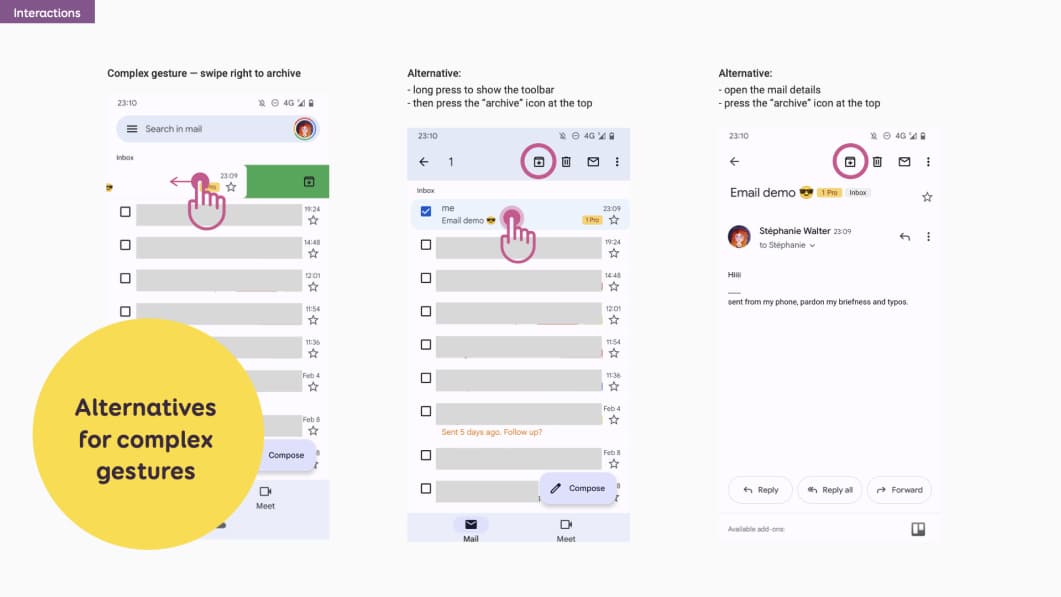 Interactions
Complex gesture — swipe right to archive
23:10
4G
Search in mail
Inbox
23:09
19:24
14:48
12:01
11:54
11:36
Feb 4
Feb 8
Compose
Meet
Alternatives
for complex
gestures
Alternative:
- long press to show the toolbar
- then press the “archive” icon at the top
23:10
4G
1
Inbox
me
23:09
Email demo 😎
1 Pro
19:24
14:48
12:01
11:54
11:36
Feb 4
Sent 5 days ago. Follow up?
Feb 8
Compose
Mail
Meet
Alternative:
- open the mail details
- press the “archive” icon at the top
23:10
4G
Email demo 😎 1 Pro Inbox
Stéphanie Walter 23:09
to Stéphanie
Hiiii
___
sent from my phone, pardon my briefness and typos.
Reply
Reply all
Forward
Available add-ons: